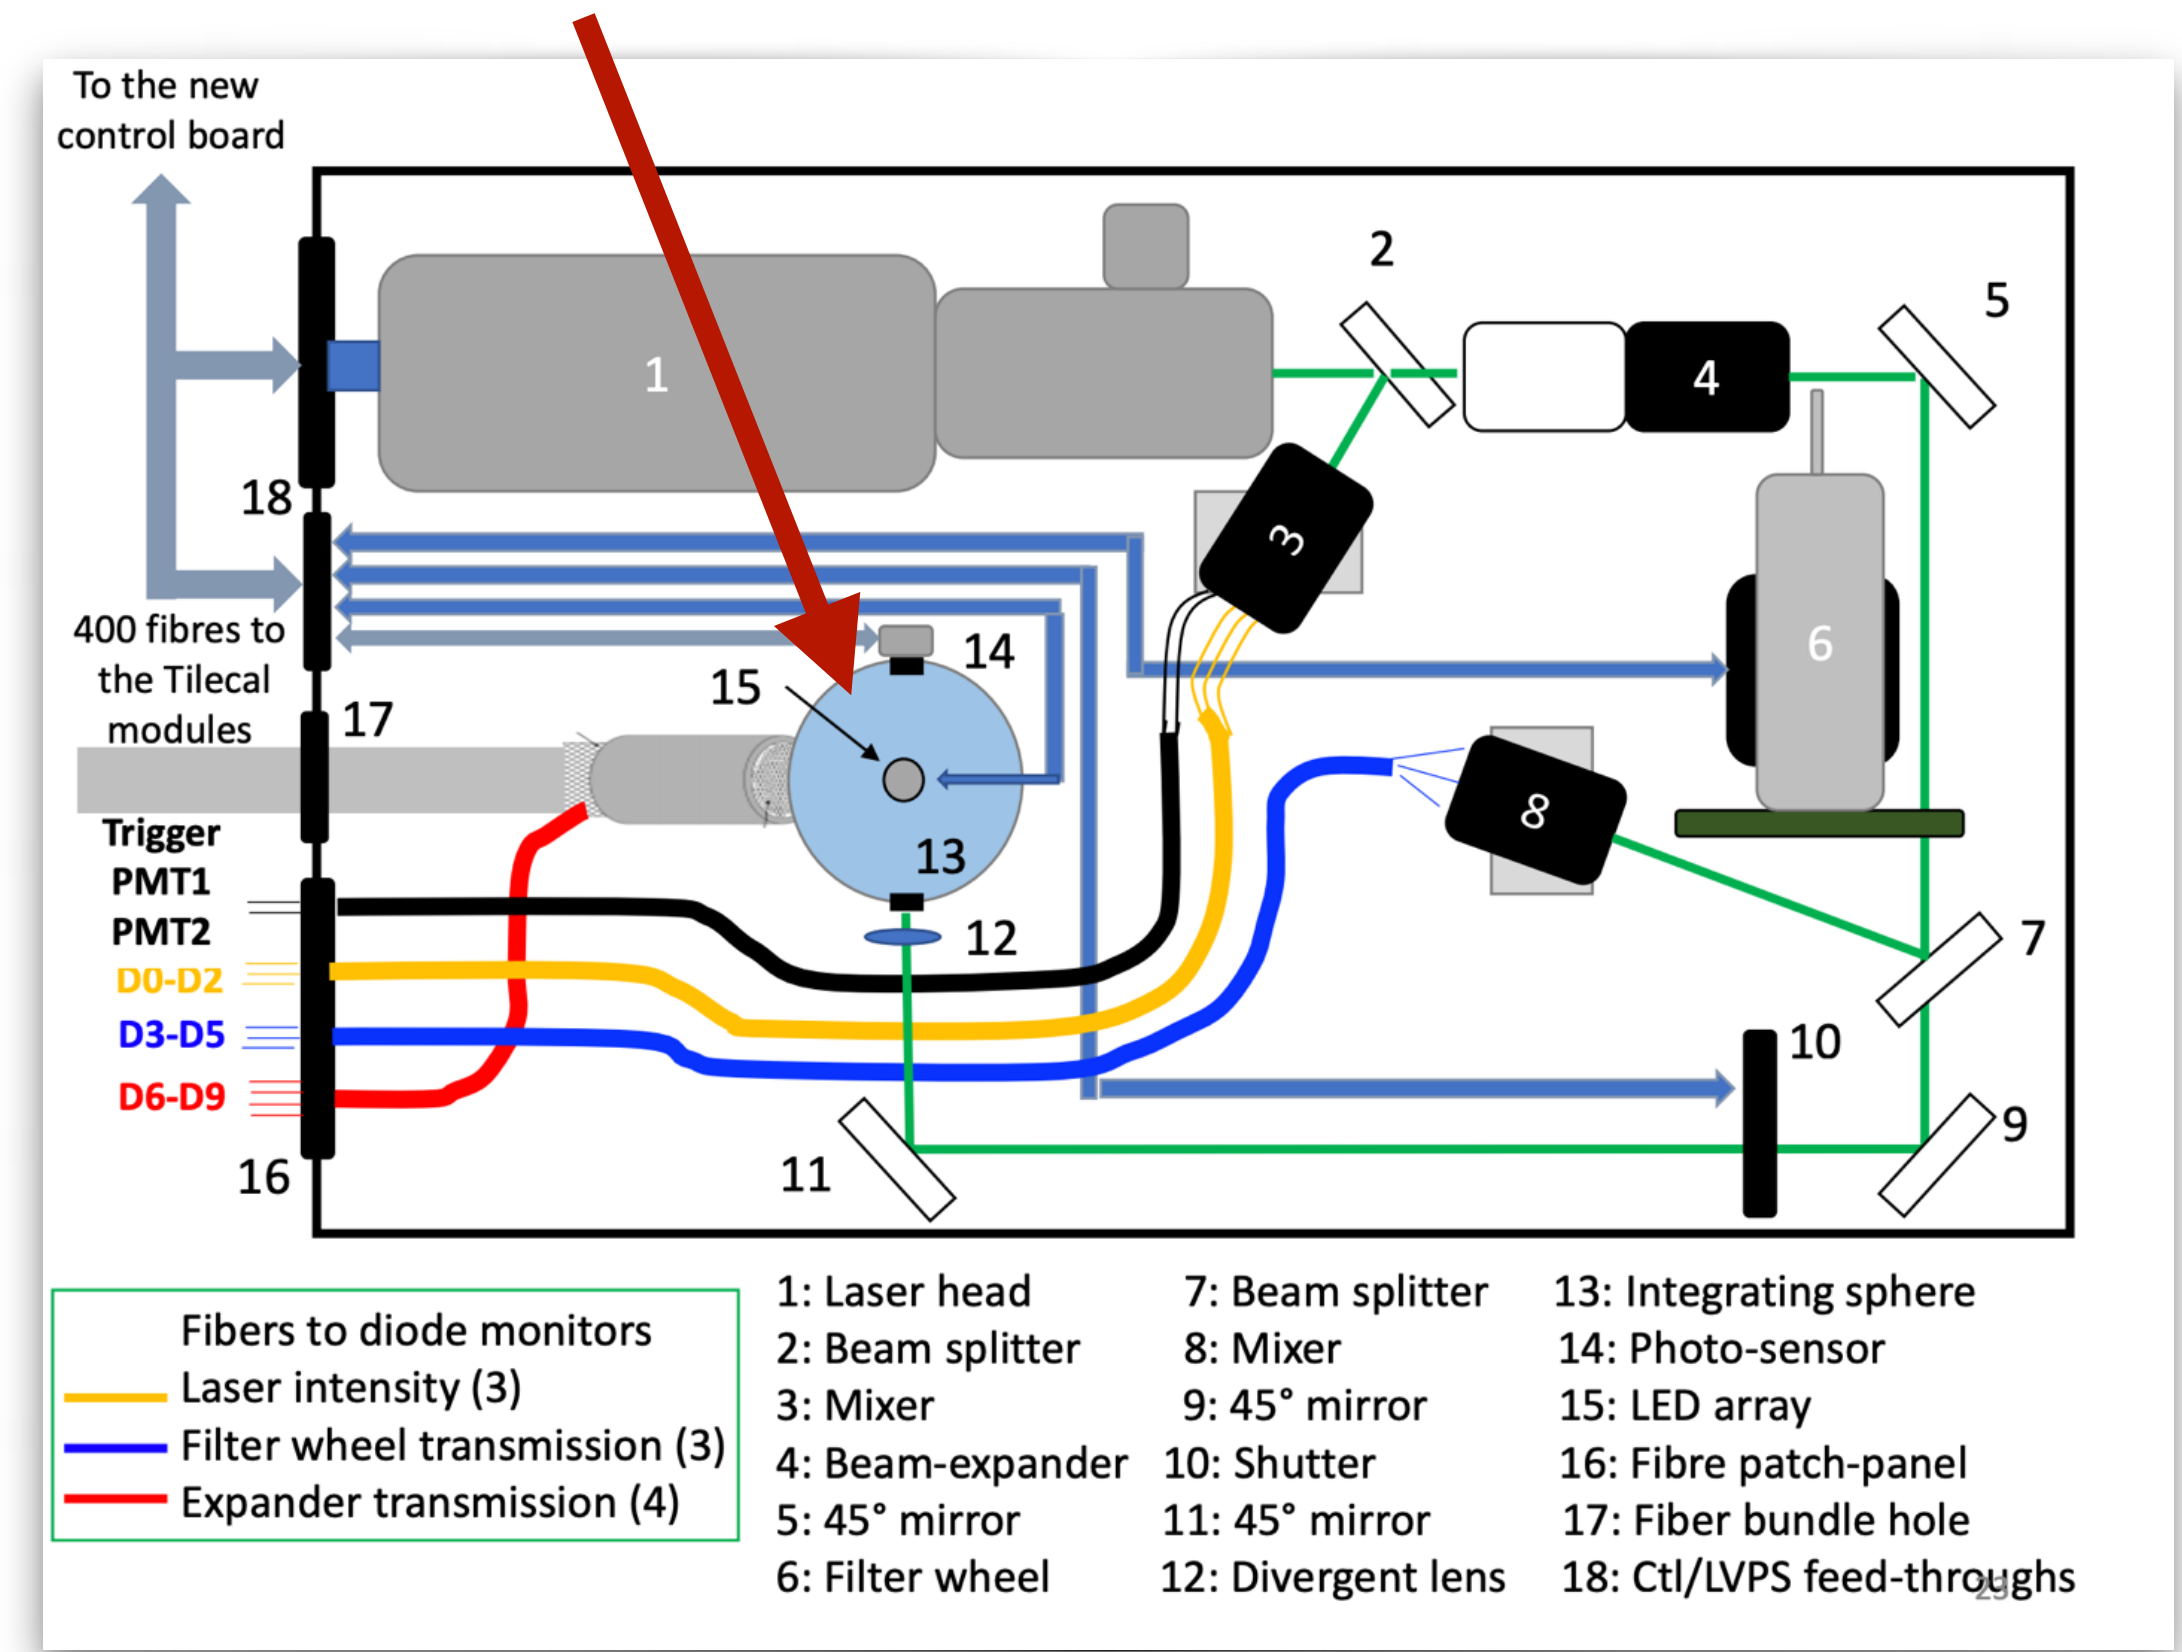 To the new
control board
2
5
1
4
18
3
400 fibres to
the Tilecal
modules
14
15
6
17
Trigger
PMT1
PMT2
13
8
12
7
D0-D2
D3-D5
10
D6-D9
9
16
11
Fibers to diode monitors
Laser intensity (3)
Filter wheel transmission (3)
Expander transmission (4)
1: Laser head
2: Beam splitter
3: Mixer
4: Beam-expander
5: 45° mirror
6: Filter wheel
7: Beam splitter
8: Mixer
9: 45° mirror
10: Shutter
11: 45° mirror
12: Divergent lens
13: Integrating sphere
14: Photo-sensor
15: LED array
16: Fibre patch-panel
17: Fiber bundle hole
18: Ctl/LVPS feed-throughs
23